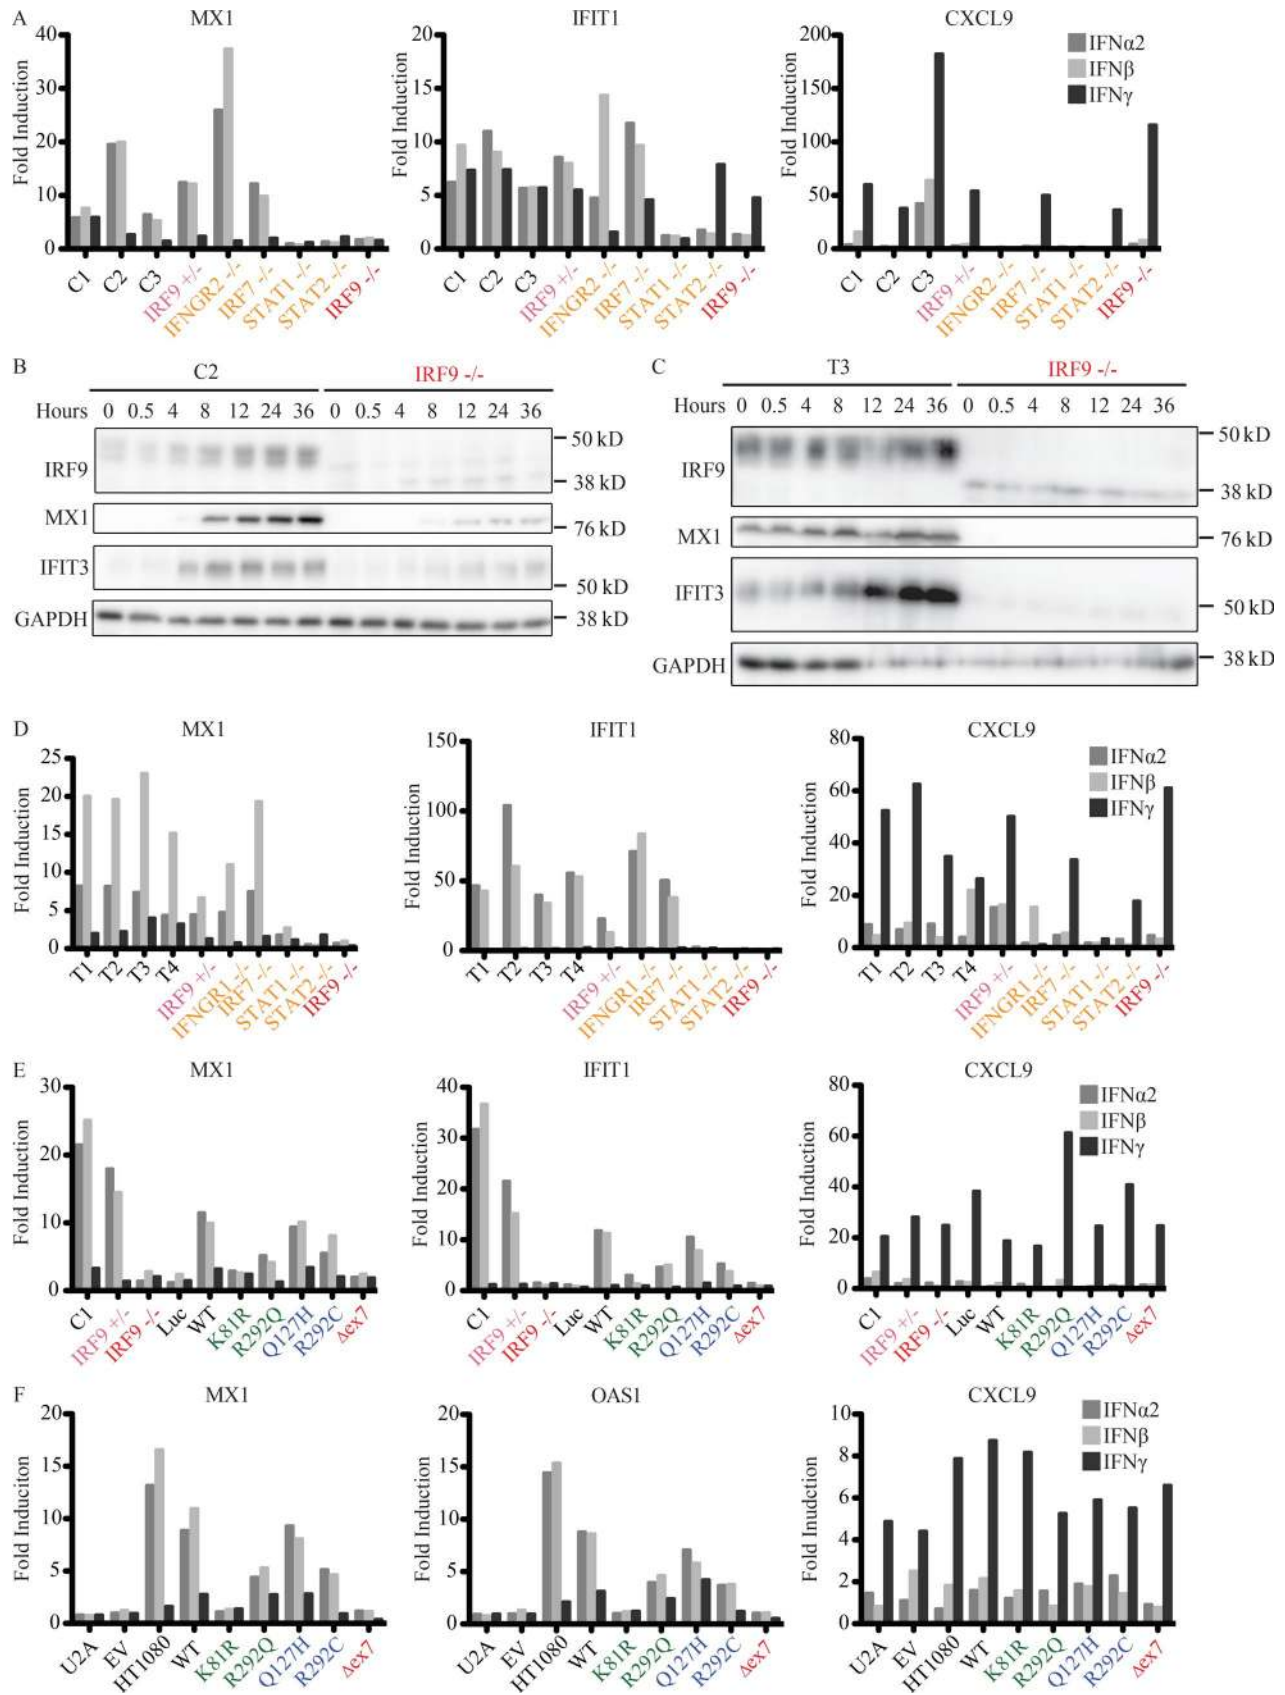 A
MX1
IFIT1
CXCL9
Fold Induction
40
30
20
10
0
C1
C2
C3
IRF9 +/-
IFNGR2 -/-
IRF7 -/-
STAT1 -/-
STAT2 -/-
IRF9 -/-
Fold Induction
20
15
10
5
0
C1
C2
C3
IRF9 +/-
IFNGR2 -/-
IRF7 -/-
STAT1 -/-
STAT2 -/-
IRF9 -/-
Fold Induction
200
150
100
50
0
C1
C2
C3
IRF9 +/-
IFNGR2 -/-
IRF7 -/-
STAT1 -/-
STAT2 -/-
IRF9 -/-
IFNα2
IFNβ
IFNγ
B
C2
IRF9 -/-
Hours 0 0.5 4 8 12 24 36 0 0.5 4 8 12 24 36
IRF9
50 kD
38 kD
MX1
76 kD
IFIT3
50 kD
GAPDH
38 kD
C
T3
IRF9 -/-
Hours 0 0.5 4 8 12 24 36 0 0.5 4 8 12 24 36
IRF9
50 kD
38 kD
MX1
76 kD
IFIT3
50 kD
GAPDH
38 kD
D
MX1
IFIT1
CXCL9
Fold Induction
25
20
15
10
5
0
T1
T2
T3
T4
IRF9 +/-
IFNGR1 -/-
IRF7 -/-
STAT1 -/-
STAT2 -/-
IRF9 -/-
Fold Induction
150
100
50
0
T1
T2
T3
T4
IRF9 +/-
IFNGR1 -/-
IRF7 -/-
STAT1 -/-
STAT2 -/-
IRF9 -/-
Fold Induction
80
60
40
20
0
T1
T2
T3
T4
IRF9 +/-
IFNGR1 -/-
IRF7 -/-
STAT1 -/-
STAT2 -/-
IRF9 -/-
IFNα2
IFNβ
IFNγ
E
MX1
IFIT1
CXCL9
Fold Induction
30
20
10
0
C1
IRF9 +/-
IRF9 -/-
Luc
WT
K81R
R292Q
Q127H
R292C
Δex7
Fold Induction
40
30
20
10
0
C1
IRF9 +/-
IRF9 -/-
Luc
WT
K81R
R292Q
Q127H
R292C
Δex7
Fold Induction
80
60
40
20
0
C1
IRF9 +/-
IRF9 -/-
Luc
WT
K81R
R292Q
Q127H
R292C
Δex7
IFNα2
IFNβ
IFNγ
F
MX1
OAS1
CXCL9
Fold Induciton
20
15
10
5
0
U2A
EV
HT1080
WT
K81R
R292Q
Q127H
R292C
Δex7
Fold Induction
20
15
10
5
0
U2A
EV
HT1080
WT
K81R
R292Q
Q127H
R292C
Δex7
Fold Inudction
10
8
6
4
2
0
U2A
EV
HT1080
WT
K81R
R292Q
Q127H
R292C
Δex7
IFNα2
IFNβ
IFNγ